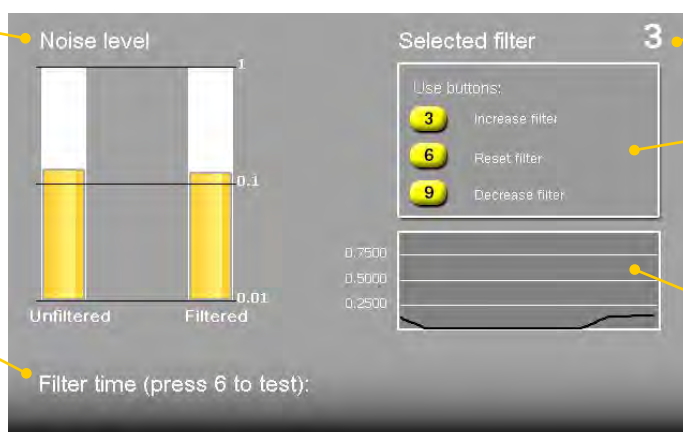 Noise level
1
0.1
0.01
Unfiltered Filtered
Selected filter 3
Use buttons:
3 Increase filter
6 Reset filter
9 Decrease filter
0.7500
0.5000
0.2500
Filter time (press 6 to test):